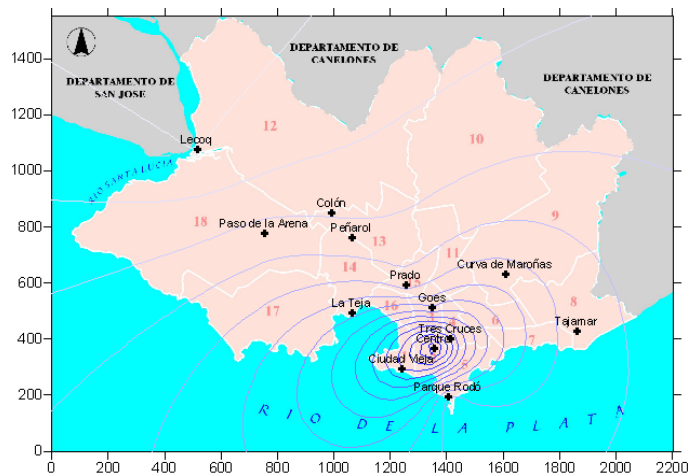 1400
1200
1000
800
600
400
200
0
DEPARTAMENTO DE
CANELONES
DEPARTAMENTO DE
SAN JOSE
DEPARTAMENTO DE
CANELONES
12
10
Lecoq
RIO SANTA LUCIA
Colón
18
Paso de la Arena
Peñarol
13
9
11
14
Prado
Curva de Maroñas
15
17
La Teja
16
Goes
8
6
Tres Cruces
Tajamar
7
Centro
Ciudad Vieja
5
Parque Rodó
RIO DE LA PLATA
0 200 400 600 800 1000 1200 1400 1600 1800 2000 2200